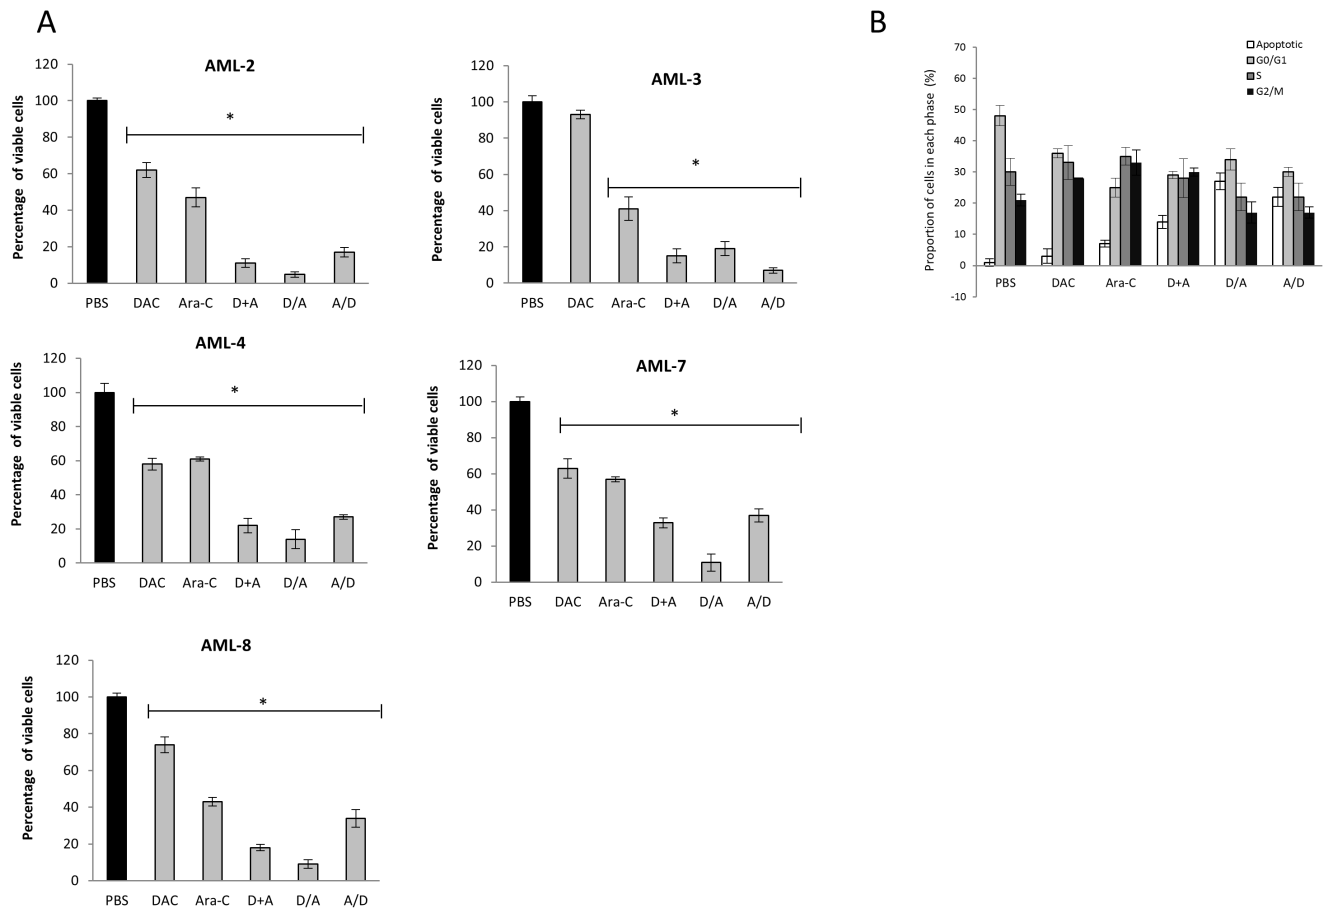 A
AML-2
Percentage of viable cells
120
100
80
60
40
20
0
*
PBS DAC Ara-C D+A D/A A/D
AML-3
Percentage of viable cells
120
100
80
60
40
20
0
*
PBS DAC Ara-C D+A D/A A/D
AML-4
Percentage of viable cells
120
100
80
60
40
20
0
*
PBS DAC Ara-C D+A D/A A/D
AML-7
Percentage of viable cells
120
100
80
60
40
20
0
*
PBS DAC Ara-C D+A D/A A/D
AML-8
Percentage of viable cells
120
100
80
60
40
20
0
*
PBS DAC Ara-C D+A D/A A/D
B
Proportion of cells in each phase (%)
70
60
50
40
30
20
10
0
-10
Apoptotic
G0/G1
S
G2/M
PBS DAC Ara-C D+A D/A A/D